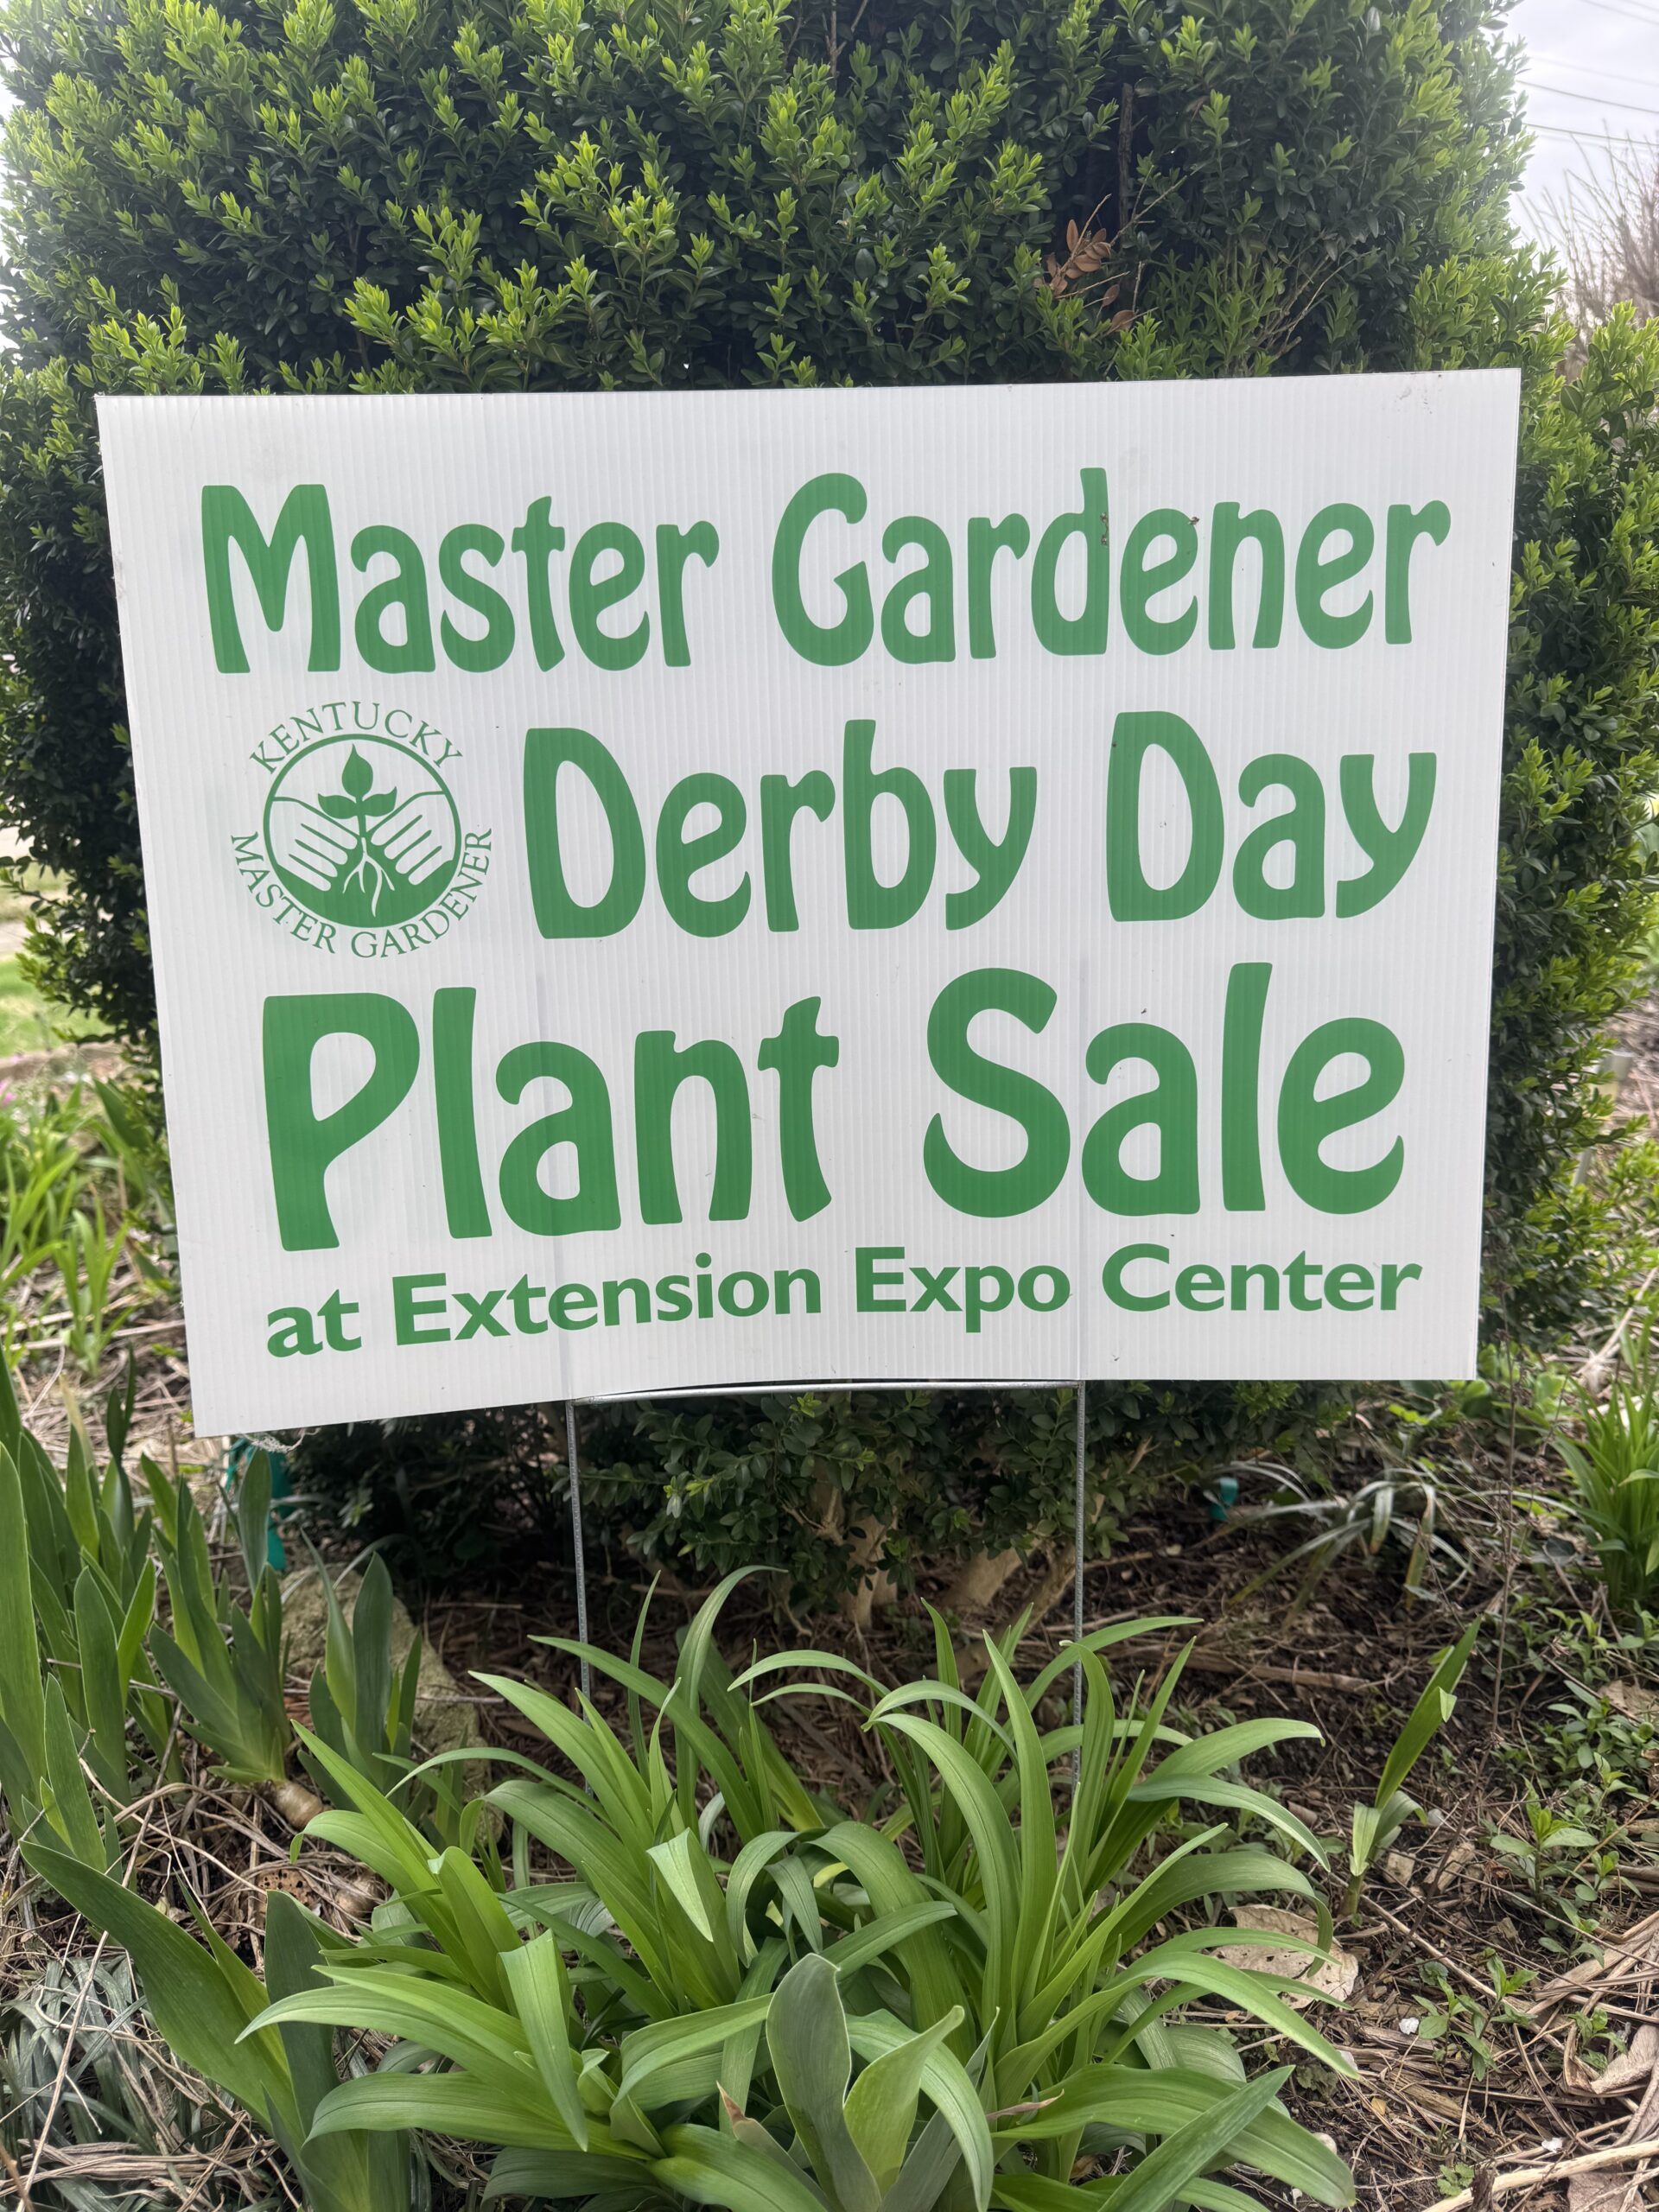 Master Gardener
KENTUCKY
MASTER GARDENER
Derby Day
Plant Sale
at Extension Expo Center